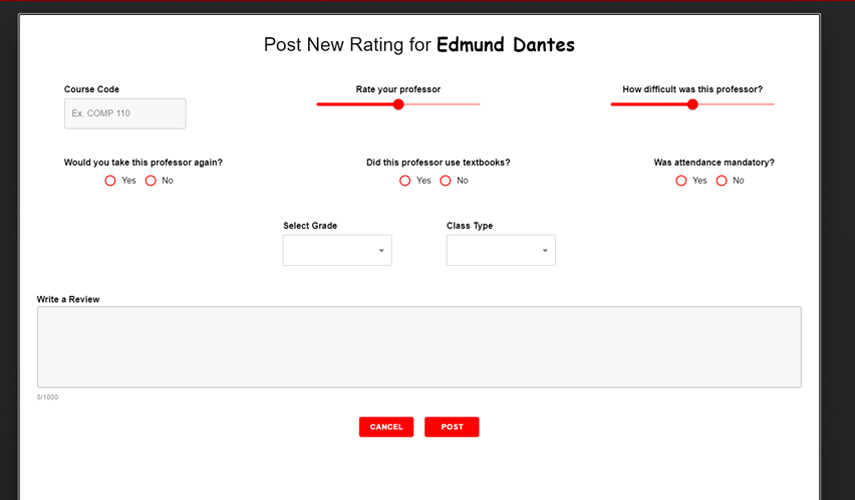 Post New Rating for Edmund Dantes
Course Code
Rate your professor
How difficult was this professor?
Ex. COMP 110
Would you take this professor again?
Did this professor use textbooks?
Was attendance mandatory?
Yes No
Yes No
Yes No
Select Grade
Class Type
Write a Review
0/1000
CANCEL
POST